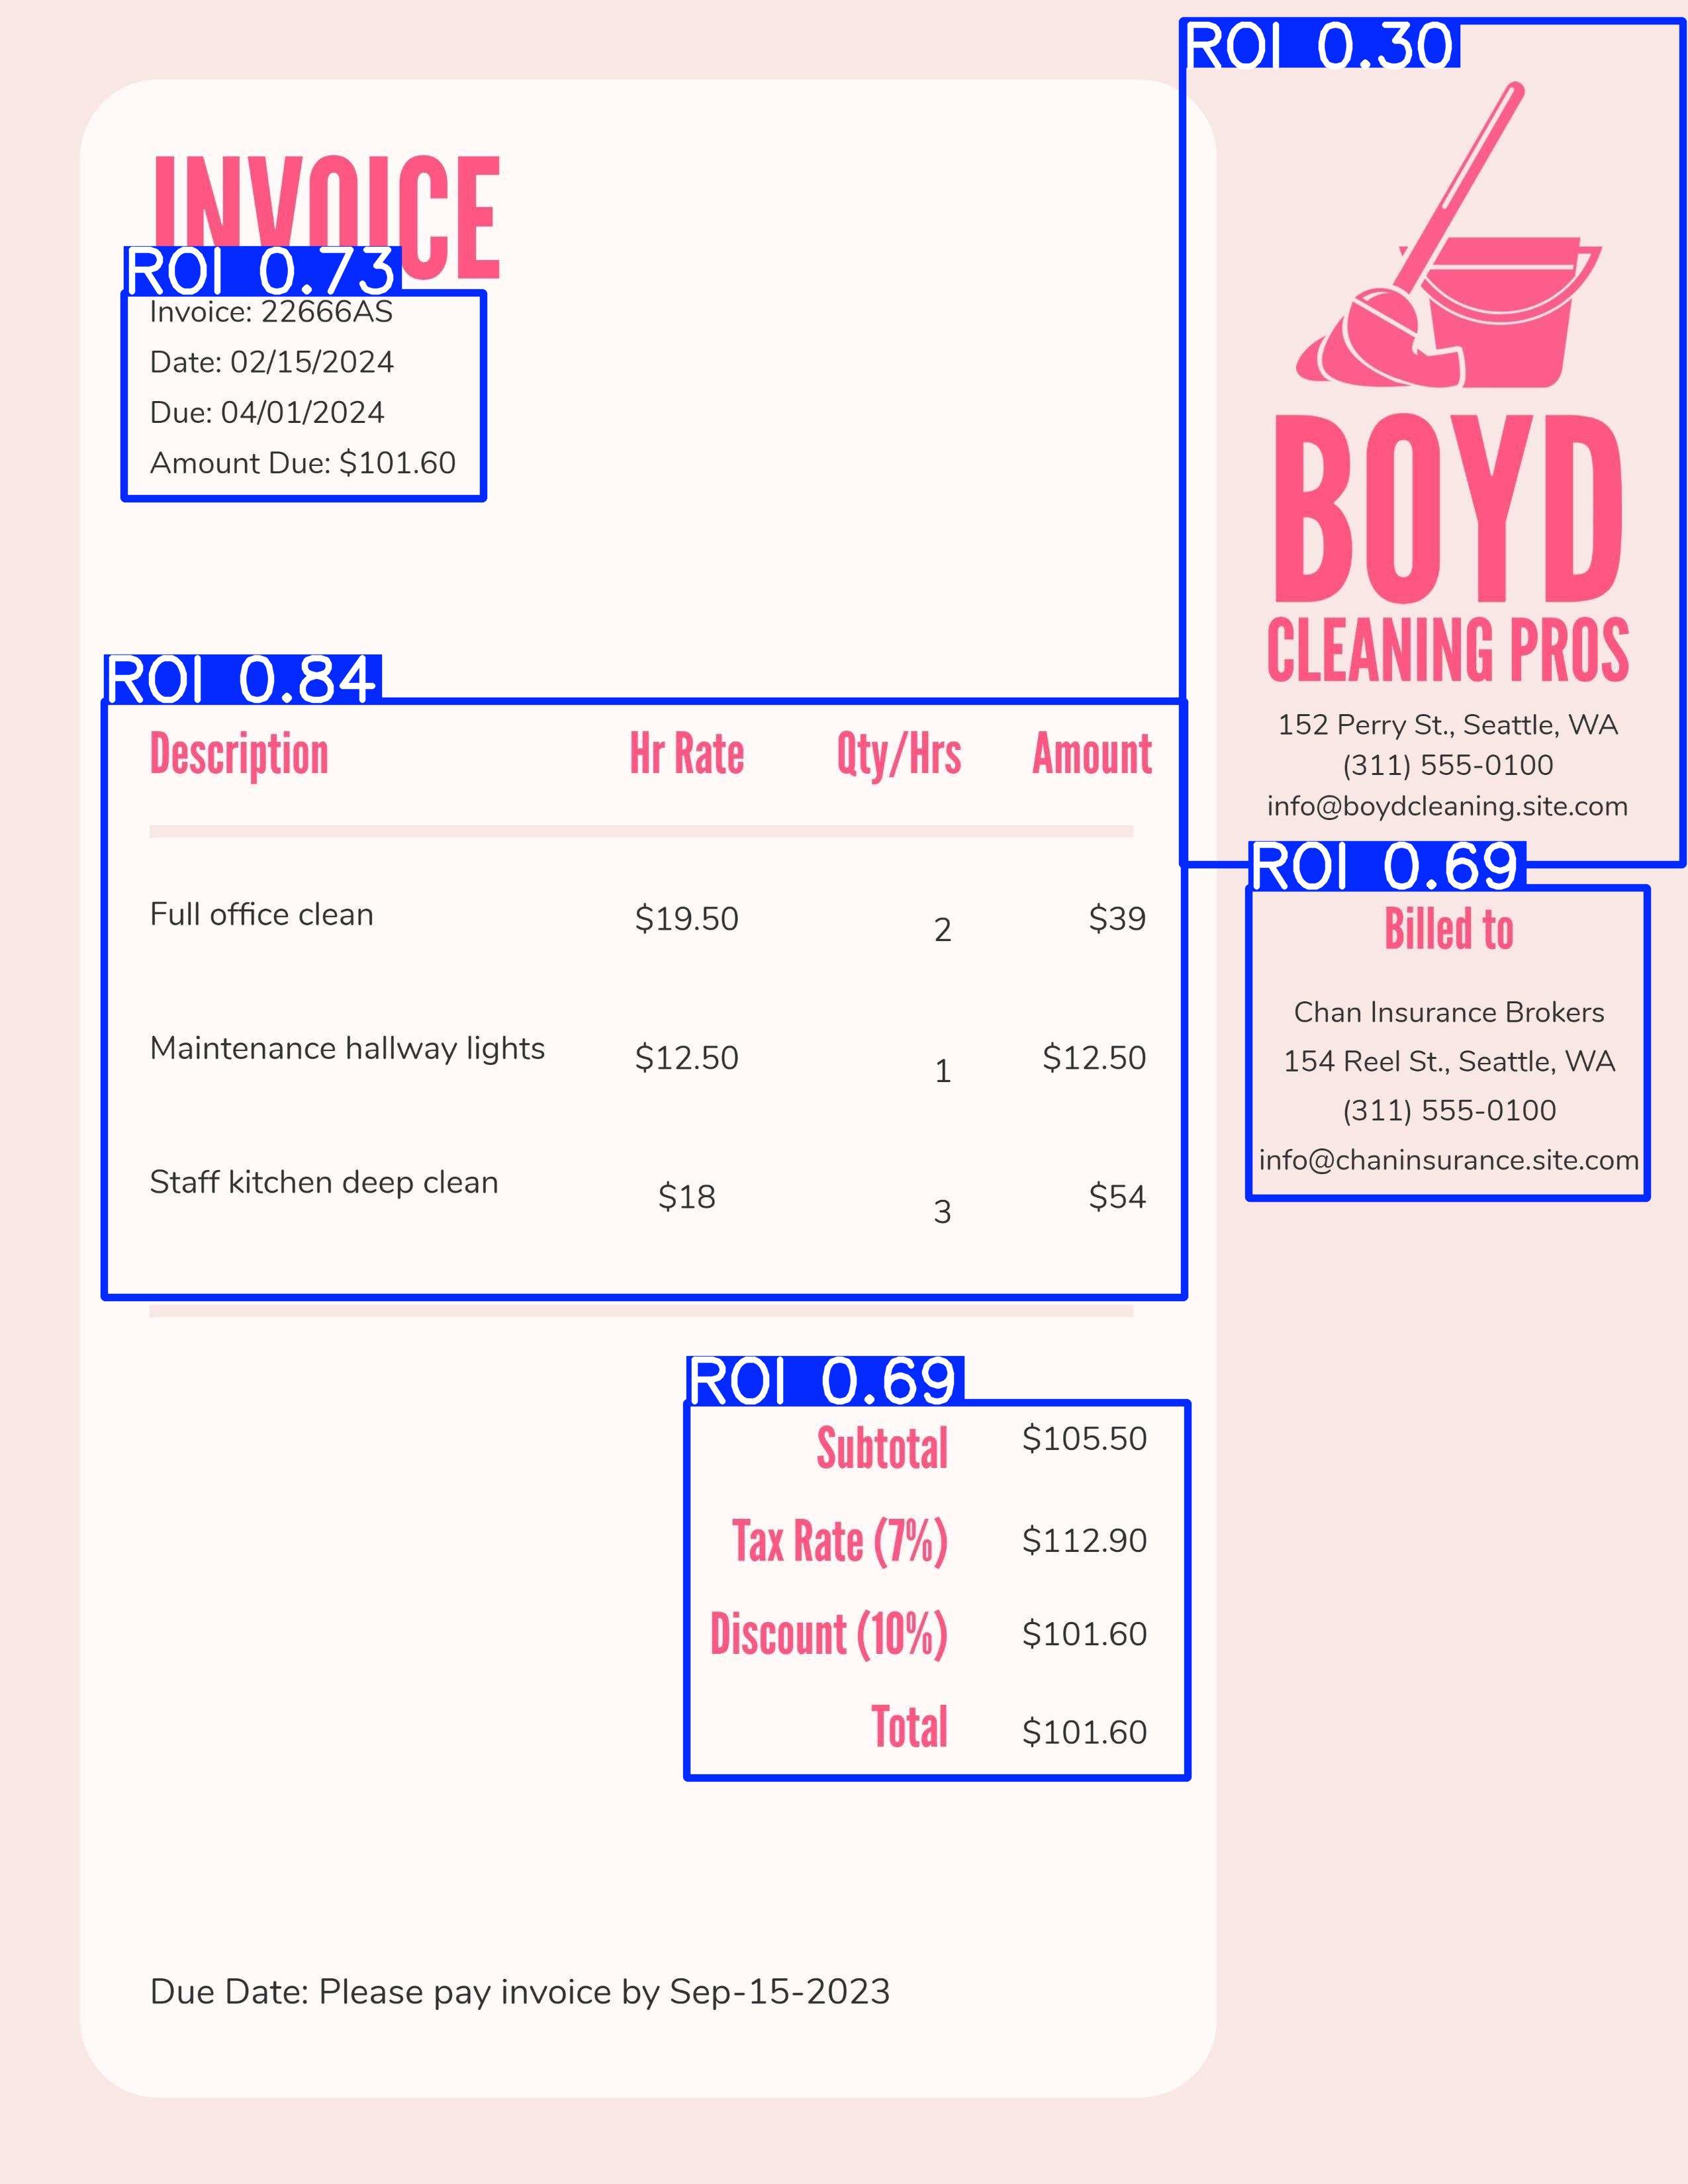 ROI 0.30
INVOICE
ROI 0.73
Invoice: 22666AS
Date: 02/15/2024
Due: 04/01/2024
Amount Due: $101.60
BOYD
CLEANING PROS
152 Perry St., Seattle, WA
(311) 555-0100
info@boydcleaning.site.com
ROI 0.84
Description Hr Rate Qty/Hrs Amount
Full office clean $19.50 2 $39
Maintenance hallway lights $12.50 1 $12.50
Staff kitchen deep clean $18 3 $54
ROI 0.69
Billed to
Chan Insurance Brokers
154 Reel St., Seattle, WA
(311) 555-0100
info@chaninsurance.site.com
ROI 0.69
Subtotal $105.50
Tax Rate (7%) $112.90
Discount (10%) $101.60
Total $101.60
Due Date: Please pay invoice by Sep-15-2023